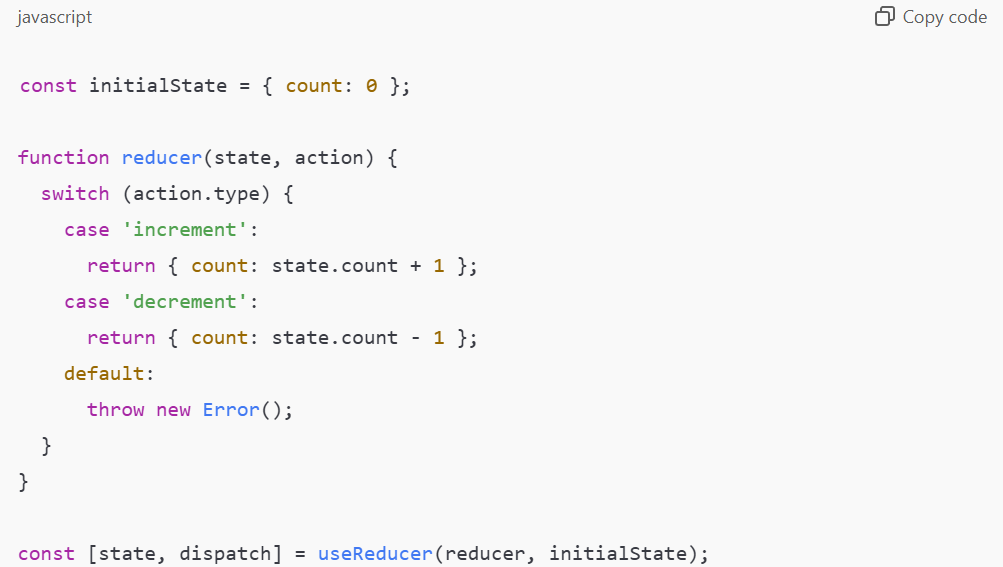 javascript
Copy code
const initialState = { count: 0 };
function reducer(state, action) {
  switch (action.type) {
    case 'increment':
      return { count: state.count + 1 };
    case 'decrement':
      return { count: state.count - 1 };
    default:
      throw new Error();
  }
}
const [state, dispatch] = useReducer(reducer, initialState);